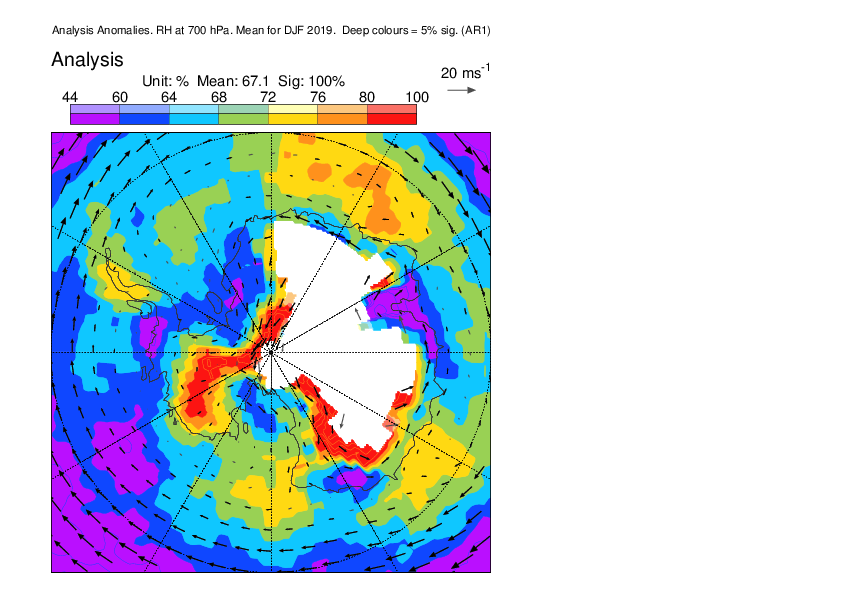 Analysis Anomalies. RH at 700 hPa. Mean for DJF 2019.  Deep colours = 5% sig. (AR1)
Analysis
20 ms⁻¹
Unit: %  Mean: 67.1  Sig: 100%
44 60 64 68 72 76 80 100